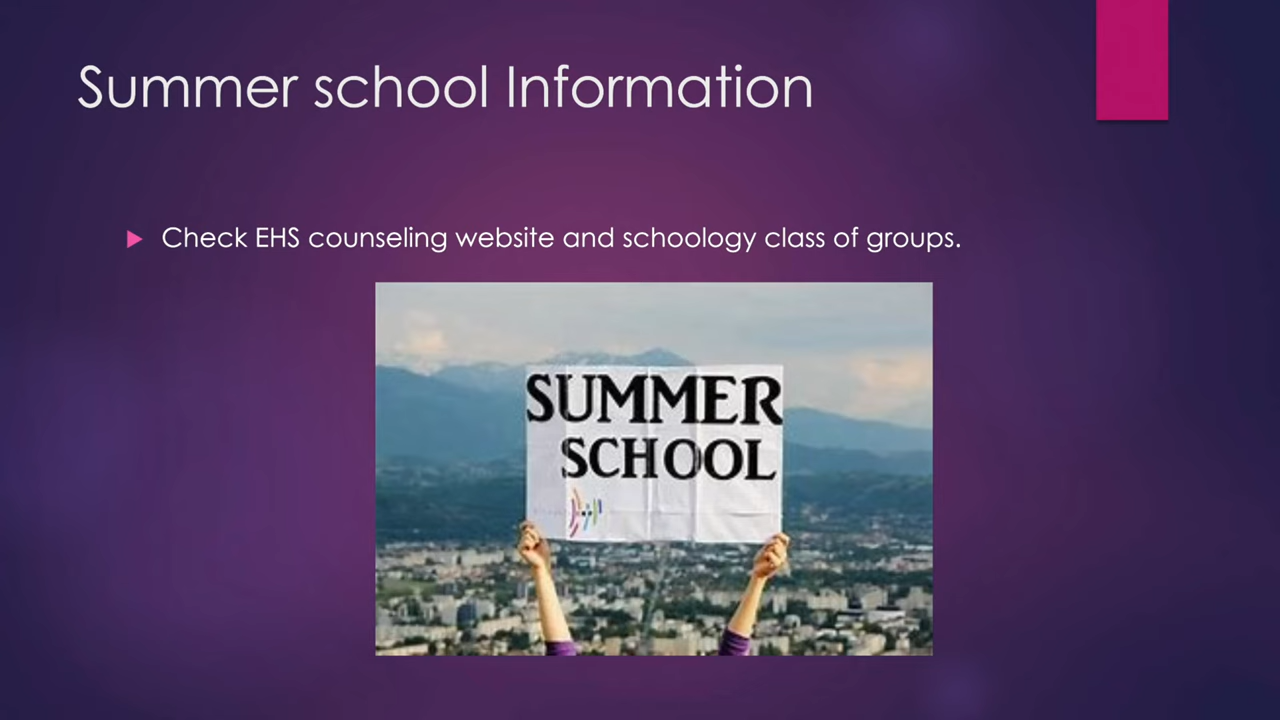 Summer school Information
Check EHS counseling website and schoology class of groups.
SUMMER
SCHOOL